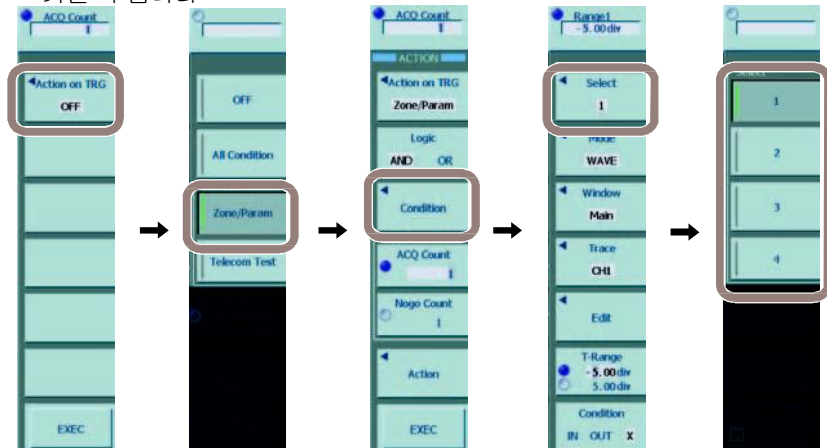 ACQ Count
1
Action on TRG
OFF
EXEC
OFF
All Condition
Zone/Param
Telecom Test
ACQ Count
1
ACTION
Action on TRG
Zone/Param
Logic
AND OR
Condition
ACQ Count
1
Nogo Count
1
Action
EXEC
Range1
-5.00div
Select
1
Mode
WAVE
Window
Main
Trace
CH1
Edit
T-Range
-5.00div
5.00div
Condition
IN OUT X
Select
1
2
3
4